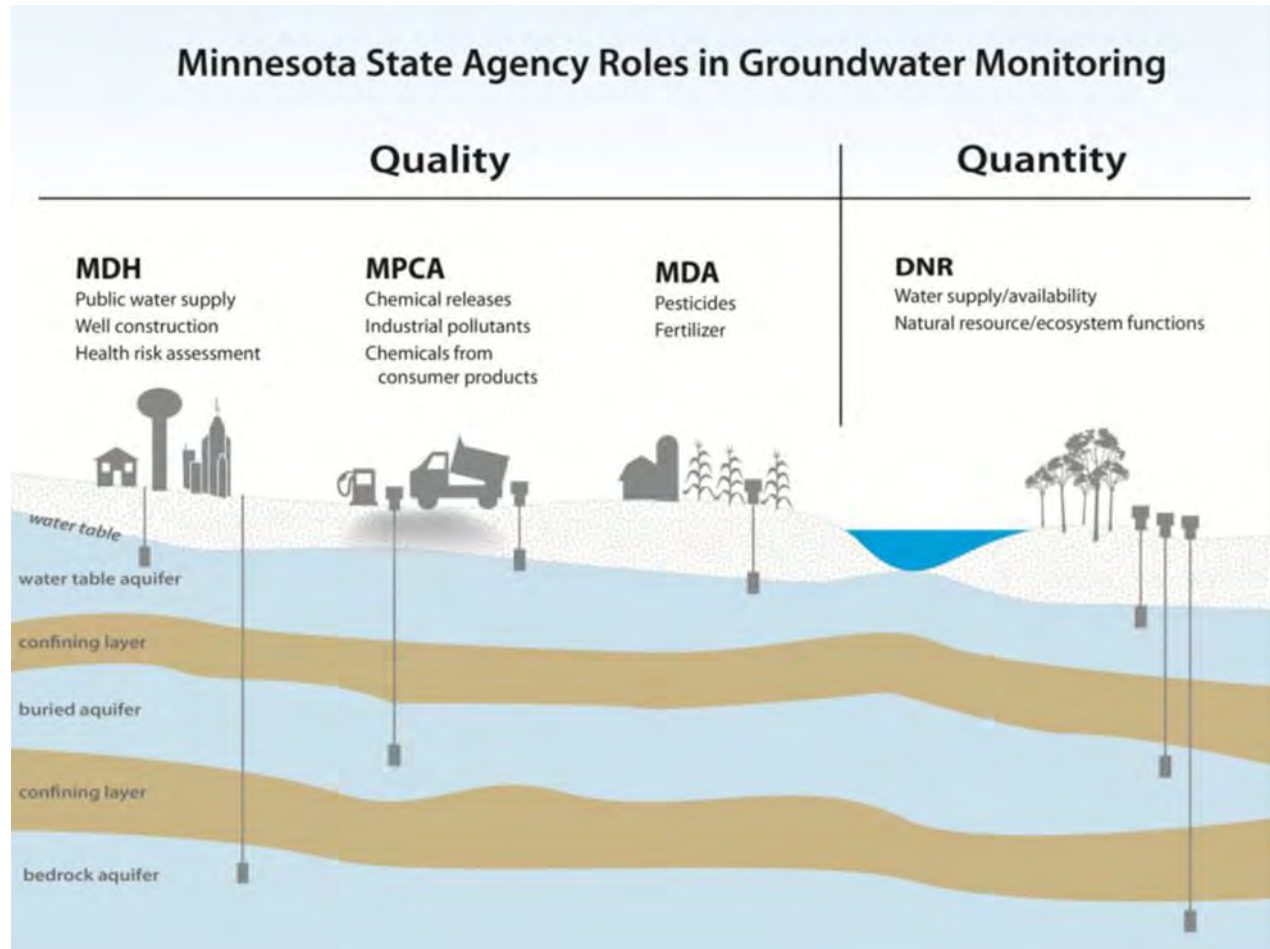 Minnesota State Agency Roles in Groundwater Monitoring
Quality
Quantity
MDH
Public water supply
Well construction
Health risk assessment
MPCA
Chemical releases
Industrial pollutants
Chemicals from
consumer products
MDA
Pesticides
Fertilizer
DNR
Water supply/availability
Natural resource/ecosystem functions
water table
water table aquifer
confining layer
buried aquifer
confining layer
bedrock aquifer